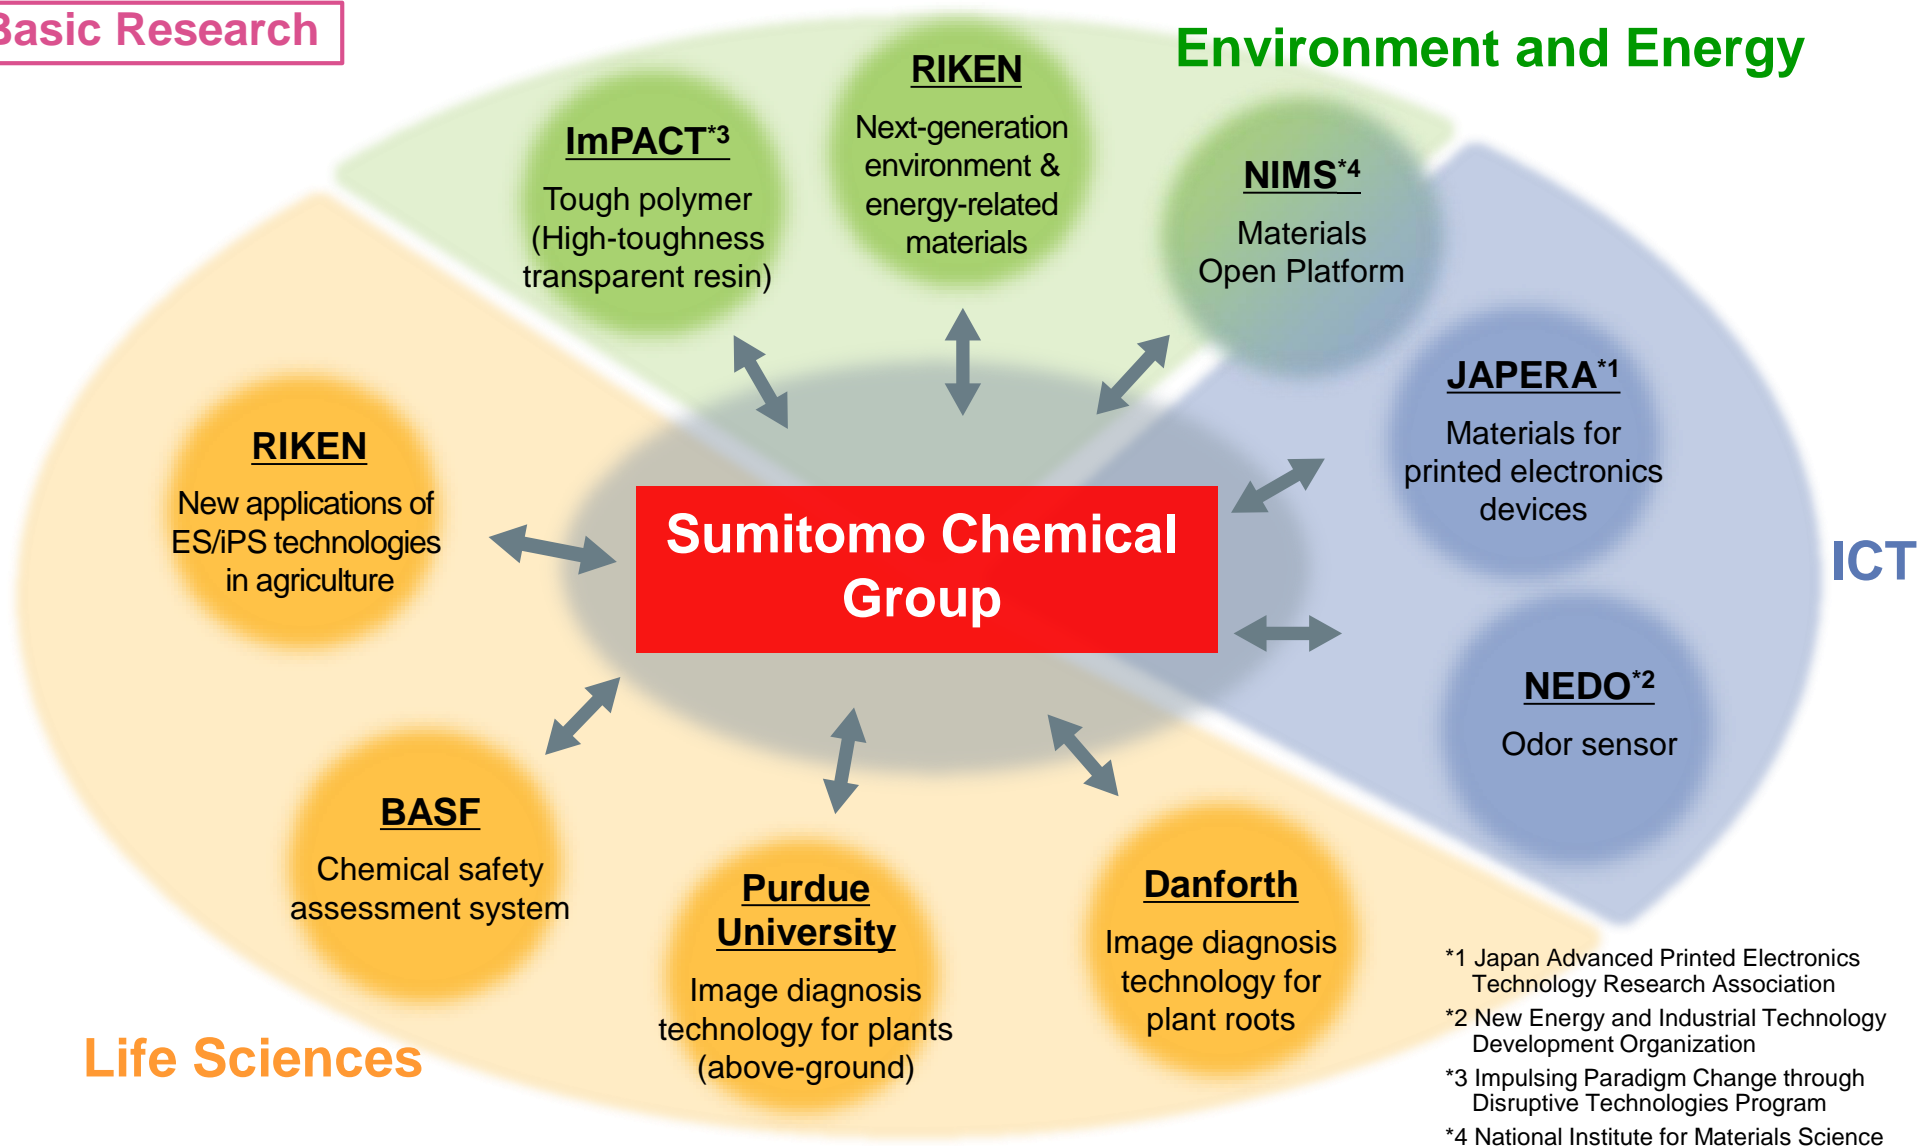 Basic Research
Environment and Energy
RIKEN
Next-generation
environment &
energy-related
materials
ImPACT*3
Tough polymer
(High-toughness
transparent resin)
NIMS*4
Materials
Open Platform
JAPERA*1
Materials for
printed electronics
devices
ICT
NEDO*2
Odor sensor
Sumitomo Chemical
Group
RIKEN
New applications of
ES/iPS technologies
in agriculture
BASF
Chemical safety
assessment system
Purdue
University
Image diagnosis
technology for plants
(above-ground)
Danforth
Image diagnosis
technology for
plant roots
Life Sciences
*1 Japan Advanced Printed Electronics
Technology Research Association
*2 New Energy and Industrial Technology
Development Organization
*3 Impulsing Paradigm Change through
Disruptive Technologies Program
*4 National Institute for Materials Science